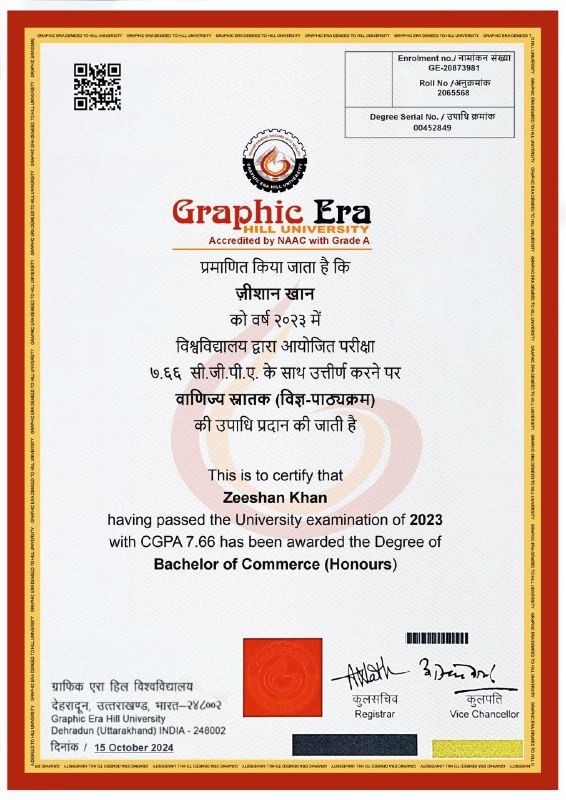 Enrolment no./ नामांकन संख्या
GE-20873981
Roll No /अनुक्रमांक
2065568
Degree Serial No. / उपाधि क्रमांक
00452849
GRAPHIC ERA HILL UNIVERSITY
Graphic Era
HILL UNIVERSITY
Accredited by NAAC with Grade A
प्रमाणित किया जाता है कि
ज़ीशान खान
को वर्ष २०२३ में
विश्वविद्यालय द्वारा आयोजित परीक्षा
७.६६ सी.जी.पी.ए. के साथ उत्तीर्ण करने पर
वाणिज्य स्नातक (विज्ञ-पाठ्यक्रम)
की उपाधि प्रदान की जाती है
This is to certify that
Zeeshan Khan
having passed the University examination of 2023
with CGPA 7.66 has been awarded the Degree of
Bachelor of Commerce (Honours)
ग्राफिक एरा हिल विश्वविद्यालय
देहरादून, उत्तराखण्ड, भारत–२४८००२
Graphic Era Hill University
Dehradun (Uttarakhand) INDIA - 248002
दिनांक / 15 October 2024
कुलसचिव
Registrar
कुलपति
Vice Chancellor